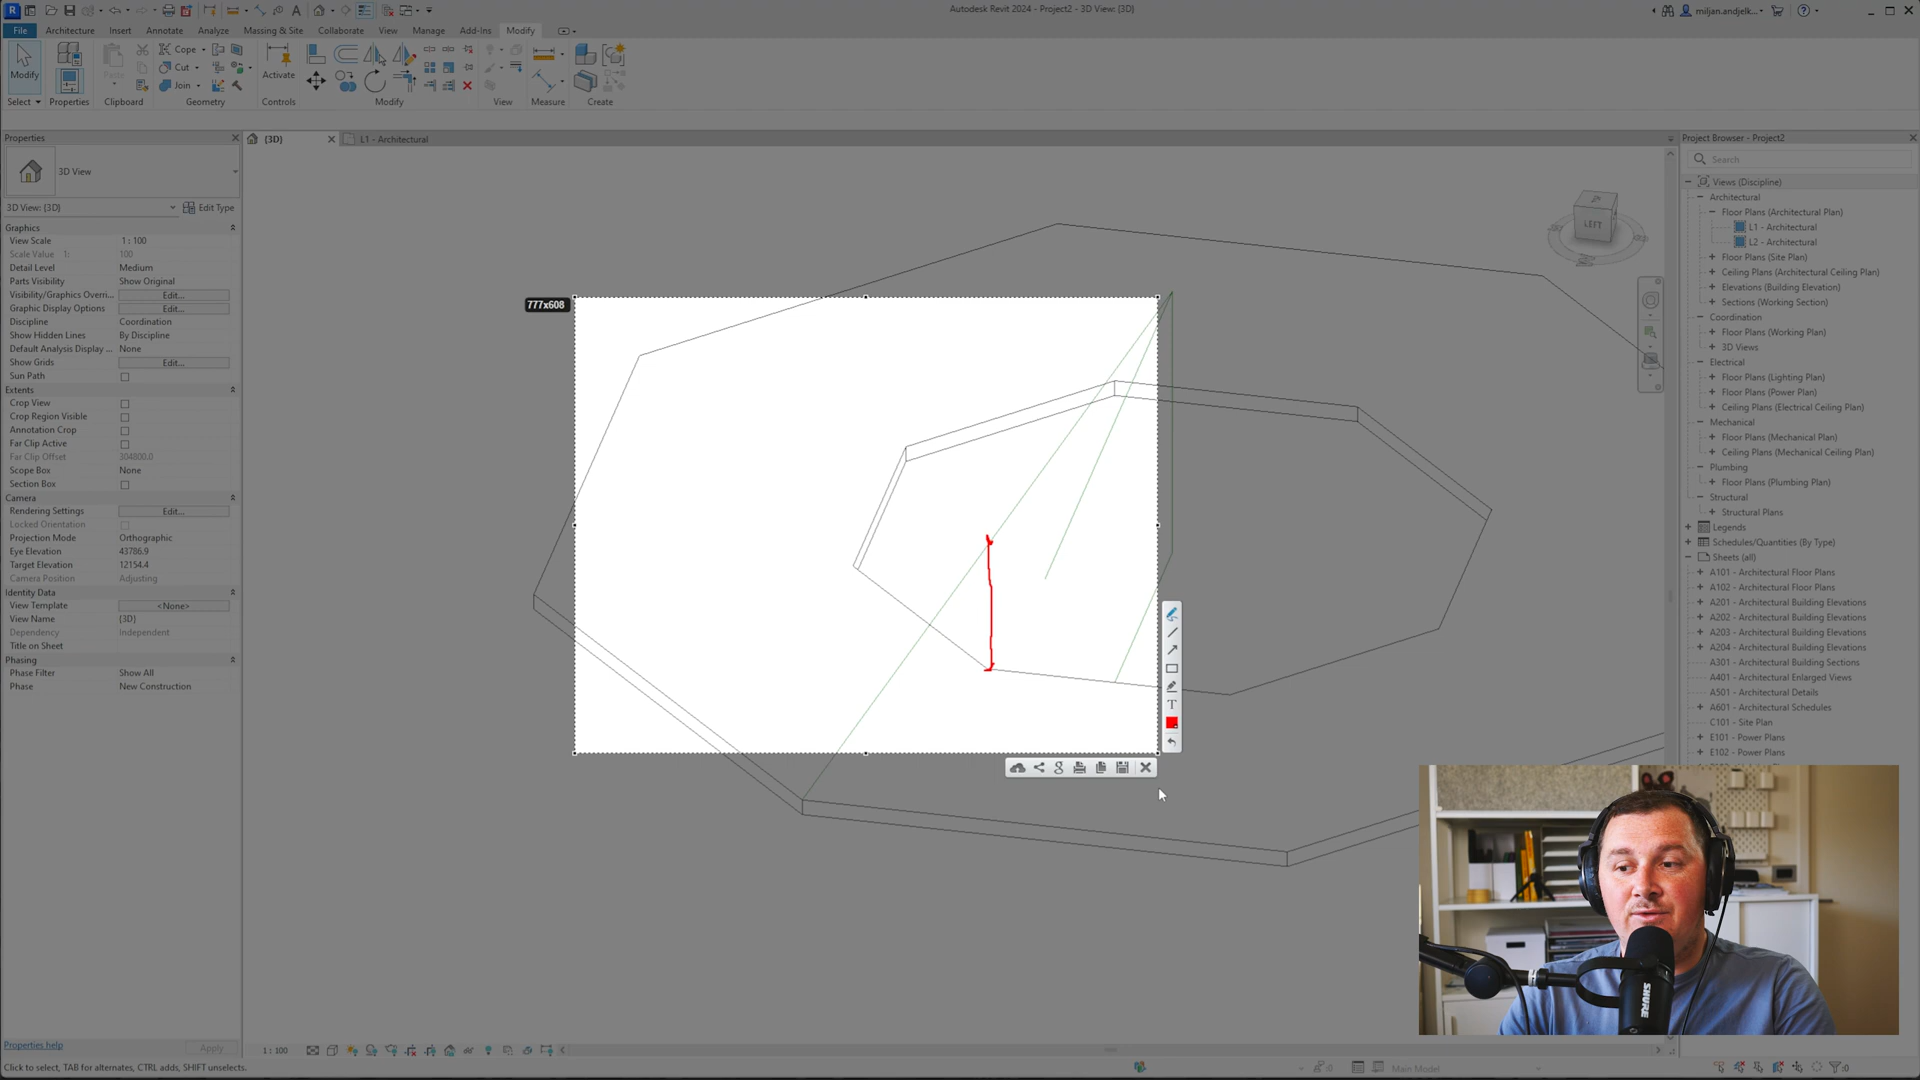 Autodesk Revit 2024 - Project2 - 3D View: {3D}
miljan.andjelk...
File
Architecture
Insert
Annotate
Analyze
Massing & Site
Collaborate
View
Manage
Add-Ins
Modify
Modify
Select
Properties
Paste
Clipboard
Cope
Cut
Join
Geometry
Activate
Controls
Modify
View
Measure
Create
Properties
{3D}
L1 - Architectural
3D View
3D View: {3D}
Edit Type
Graphics
View Scale 1 : 100
Scale Value 1: 100
Detail Level Medium
Parts Visibility Show Original
Visibility/Graphics Overri... Edit...
Graphic Display Options Edit...
Discipline Coordination
Show Hidden Lines By Discipline
Default Analysis Display ... None
Show Grids Edit...
Sun Path
Extents
Crop View
Crop Region Visible
Annotation Crop
Far Clip Active
Far Clip Offset 304800.0
Scope Box None
Section Box
Camera
Rendering Settings Edit...
Locked Orientation
Projection Mode Orthographic
Eye Elevation 43786.9
Target Elevation 12154.4
Camera Position Adjusting
Identity Data
View Template <None>
View Name {3D}
Dependency Independent
Title on Sheet
Phasing
Phase Filter Show All
Phase New Construction
Properties help
Apply
777x608
LEFT
T
Project Browser - Project2
Search
Views (Discipline)
Architectural
Floor Plans (Architectural Plan)
L1 - Architectural
L2 - Architectural
Floor Plans (Site Plan)
Ceiling Plans (Architectural Ceiling Plan)
Elevations (Building Elevation)
Sections (Working Section)
Coordination
Floor Plans (Working Plan)
3D Views
Electrical
Floor Plans (Lighting Plan)
Floor Plans (Power Plan)
Ceiling Plans (Electrical Ceiling Plan)
Mechanical
Floor Plans (Mechanical Plan)
Ceiling Plans (Mechanical Ceiling Plan)
Plumbing
Floor Plans (Plumbing Plan)
Structural
Structural Plans
Legends
Schedules/Quantities (By Type)
Sheets (all)
A101 - Architectural Floor Plans
A102 - Architectural Floor Plans
A201 - Architectural Building Elevations
A202 - Architectural Building Elevations
A203 - Architectural Building Elevations
A204 - Architectural Building Elevations
A301 - Architectural Building Sections
A401 - Architectural Enlarged Views
A501 - Architectural Details
A601 - Architectural Schedules
C101 - Site Plan
E101 - Power Plans
E102 - Power Plans
SHURE
1 : 100
Click to select, TAB for alternates, CTRL adds, SHIFT unselects.
:0
Main Model
:0